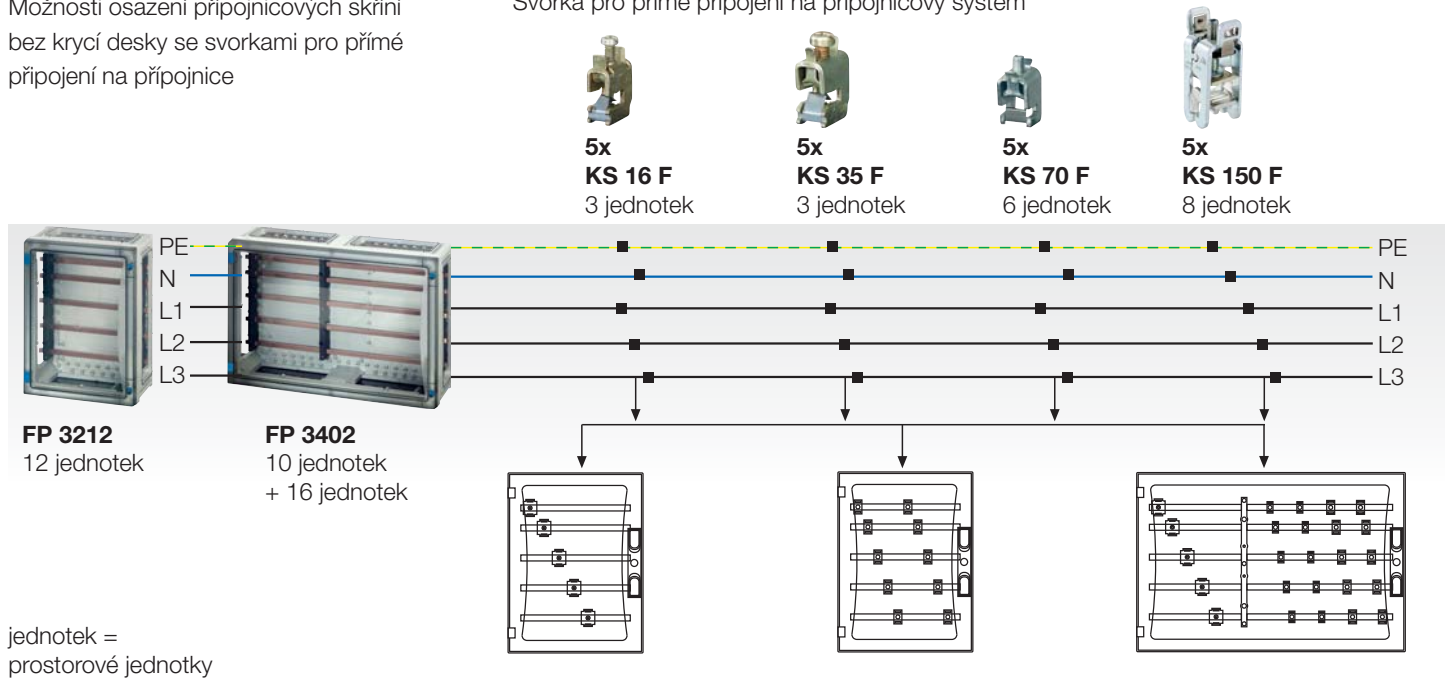 Možnosti osazení přípojnicových skříní
bez krycí desky se svorkami pro přímé
připojení na přípojnice
Svorka pro přímé připojení na přípojnicový systém
5x
KS 16 F
3 jednotek
5x
KS 35 F
3 jednotek
5x
KS 70 F
6 jednotek
5x
KS 150 F
8 jednotek
PE
N
L1
L2
L3
PE
N
L1
L2
L3
FP 3212
12 jednotek
FP 3402
10 jednotek
+ 16 jednotek
jednotek =
prostorové jednotky